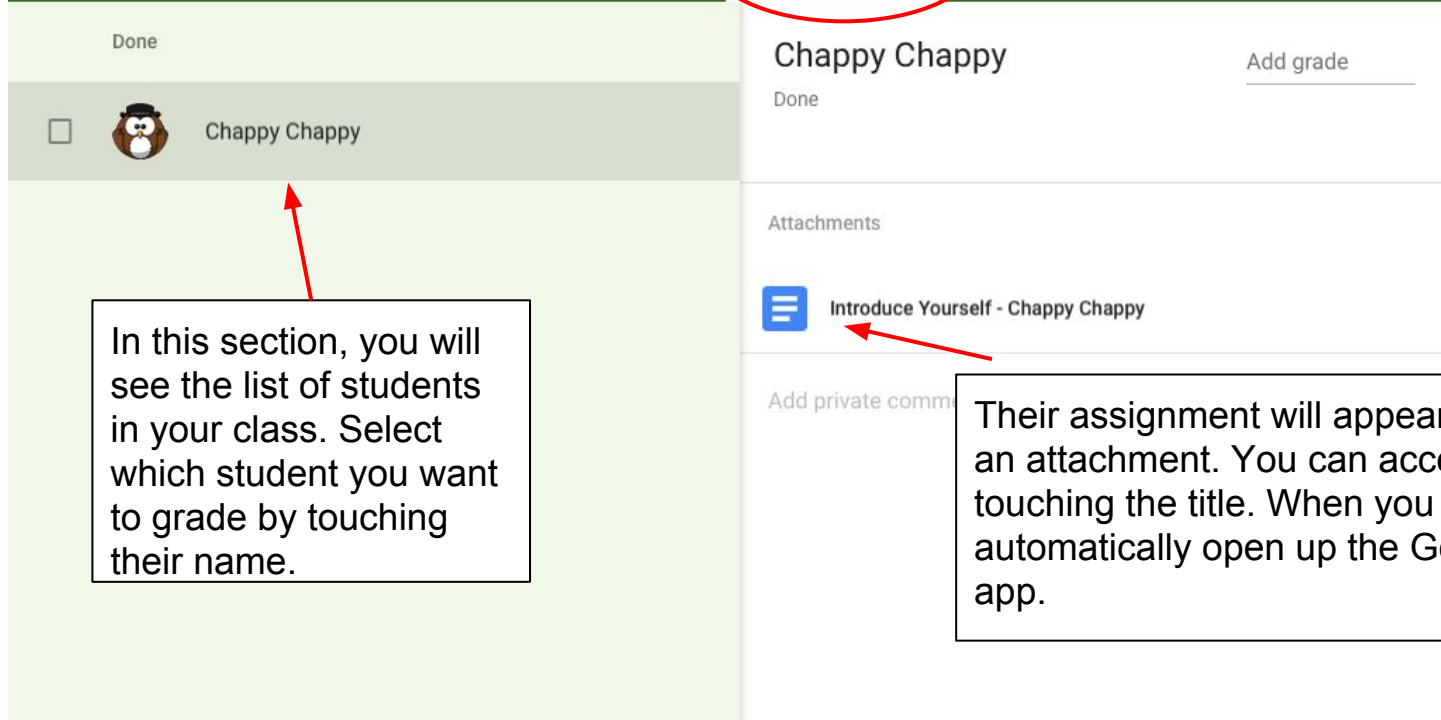 Done
Chappy Chappy
In this section, you will
see the list of students
in your class. Select
which student you want
to grade by touching
their name.
Chappy Chappy
Add grade
Done
Attachments
Introduce Yourself - Chappy Chappy
Add private
Their assignment will appear
an attachment. You can
touching the title. When you
automatically open up the
app.